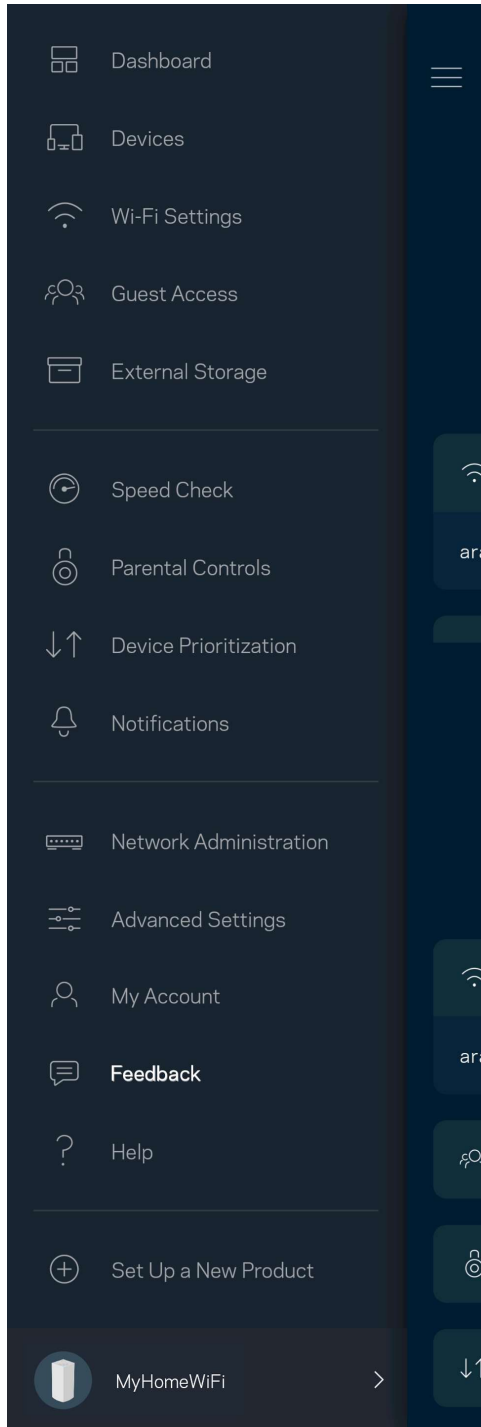 Dashboard
Devices
Wi-Fi Settings
Guest Access
External Storage
Speed Check
Parental Controls
Device Prioritization
Notifications
Network Administration
Advanced Settings
My Account
Feedback
Help
Set Up a New Product
MyHomeWiFi